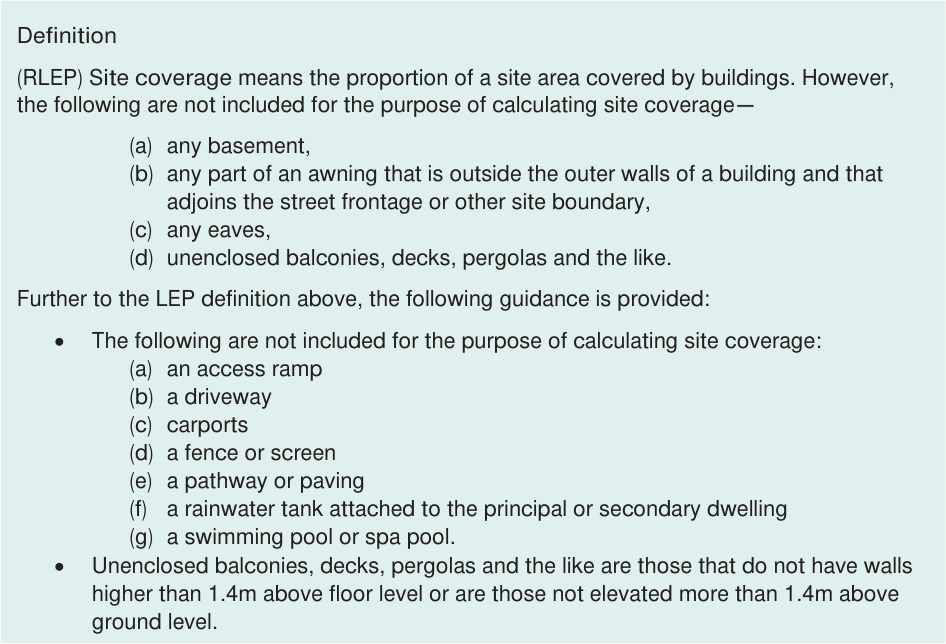 Definition
(RLEP) Site coverage means the proportion of a site area covered by buildings. However,
the following are not included for the purpose of calculating site coverage—
(a) any basement,
(b) any part of an awning that is outside the outer walls of a building and that
adjoins the street frontage or other site boundary,
(c) any eaves,
(d) unenclosed balconies, decks, pergolas and the like.
Further to the LEP definition above, the following guidance is provided:
• The following are not included for the purpose of calculating site coverage:
(a) an access ramp
(b) a driveway
(c) carports
(d) a fence or screen
(e) a pathway or paving
(f) a rainwater tank attached to the principal or secondary dwelling
(g) a swimming pool or spa pool.
• Unenclosed balconies, decks, pergolas and the like are those that do not have walls
higher than 1.4m above floor level or are those not elevated more than 1.4m above
ground level.